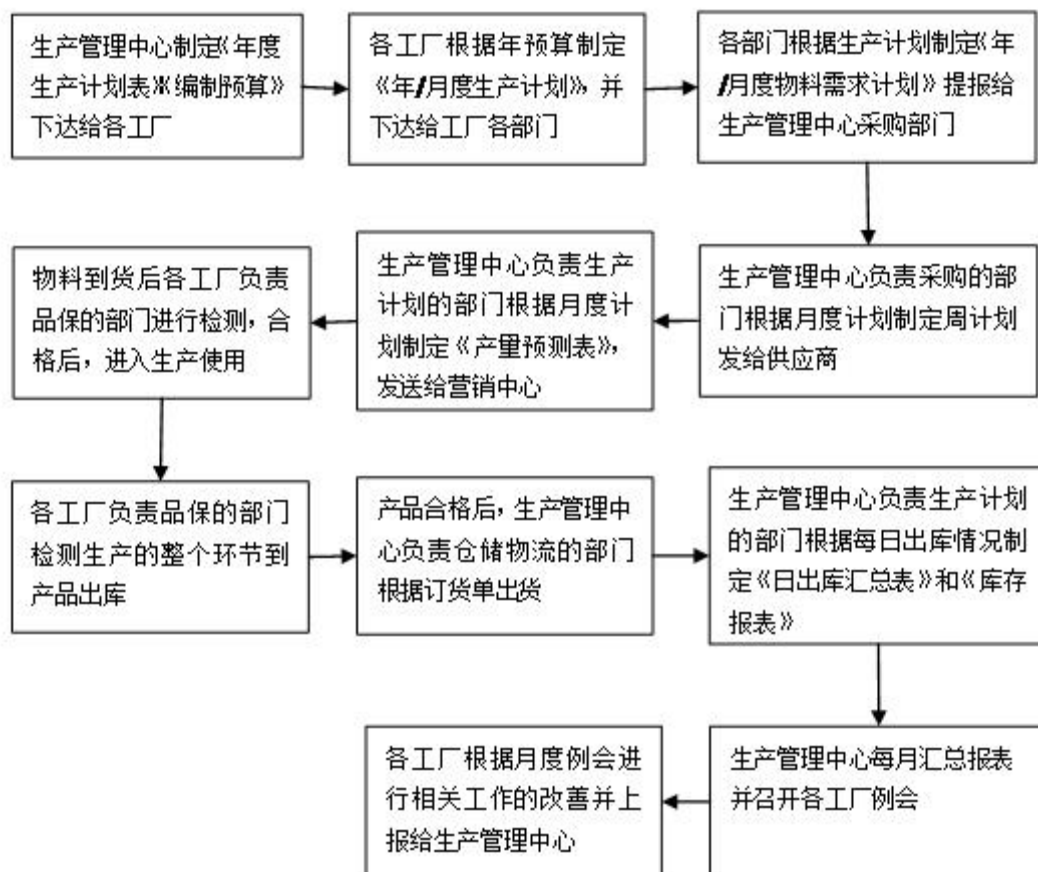 生产管理中心制定《年度
生产计划表》《编制预算》
下达给各工厂
各工厂根据年预算制定
《年/月度生产计划》，并
下达给工厂各部门
各部门根据生产计划制定《年
/月度物料需求计划》提报给
生产管理中心采购部门
生产管理中心负责采购的部
门根据月度计划制定周计划
发给供应商
生产管理中心负责生产
计划的部门根据月度计
划制定《产量预测表》，
发送给营销中心
物料到货后各工厂负责
品保的部门进行检测，合
格后，进入生产使用
各工厂负责品保的部门
检测生产的整个环节到
产品出库
产品合格后，生产管理中
心负责仓储物流的部门
根据订货单出货
生产管理中心负责生产计划
的部门根据每日出库情况制
定《日出库汇总表》和《库存
报表》
生产管理中心每月汇总报表
并召开各工厂例会
各工厂根据月度例会进
行相关工作的改善并上
报给生产管理中心